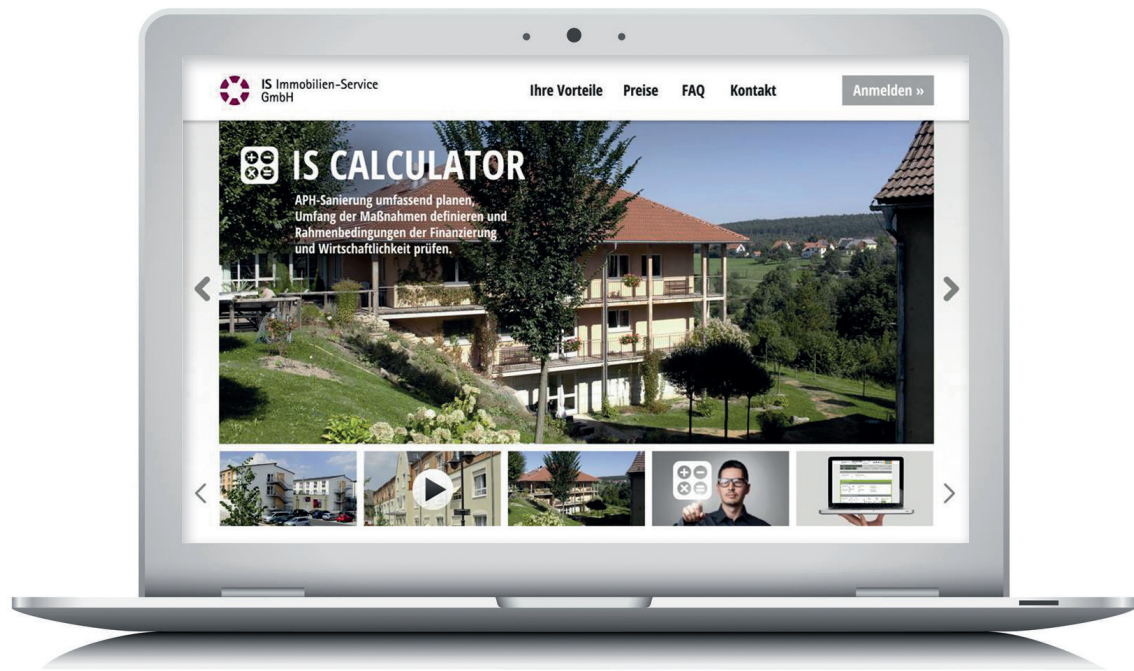 IS Immobilien-Service
GmbH
Ihre Vorteile Preise FAQ Kontakt
Anmelden »
IS CALCULATOR
APH-Sanierung umfassend planen,
Umfang der Maßnahmen definieren und
Rahmenbedingungen der Finanzierung
und Wirtschaftlichkeit prüfen.